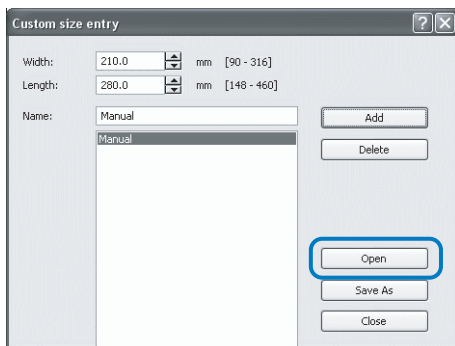 Custom size entry
Width: 210.0 mm [90 - 316]
Length: 280.0 mm [148 - 460]
Name: Manual Add
Manual
Delete
Open
Save As
Close